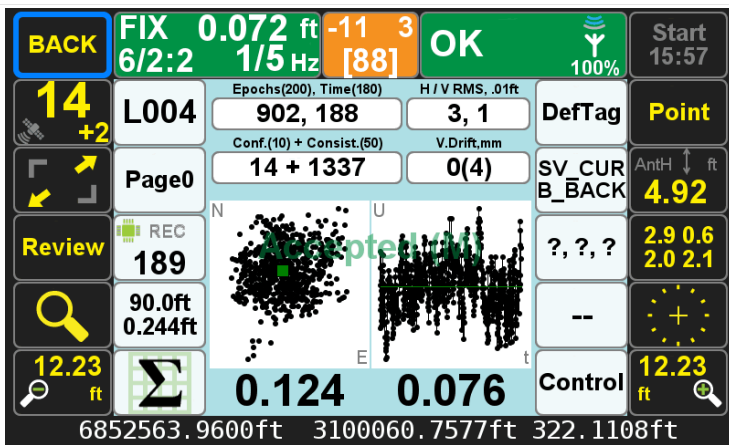 BACK
FIX 0.072 ft
6/2:2 1/5 Hz
-11 3
[88]
OK
100%
Start
15:57
14
+2
L004
Epochs(200), Time(180)
902, 188
H / V RMS, .01ft
3, 1
DefTag
Point
Conf.(10) + Consist.(50)
14 + 1337
V.Drift,mm
0(4)
Page0
SV_CUR
B_BACK
AntH ft
4.92
Review
REC
189
N
U
Accepted (M)
?, ?, ?
2.9 0.6
2.0 2.1
90.0ft
0.244ft
--
E
t
12.23
ft
Σ
0.124
0.076
Control
12.23
ft
6852563.9600ft 3100060.7577ft 322.1108ft